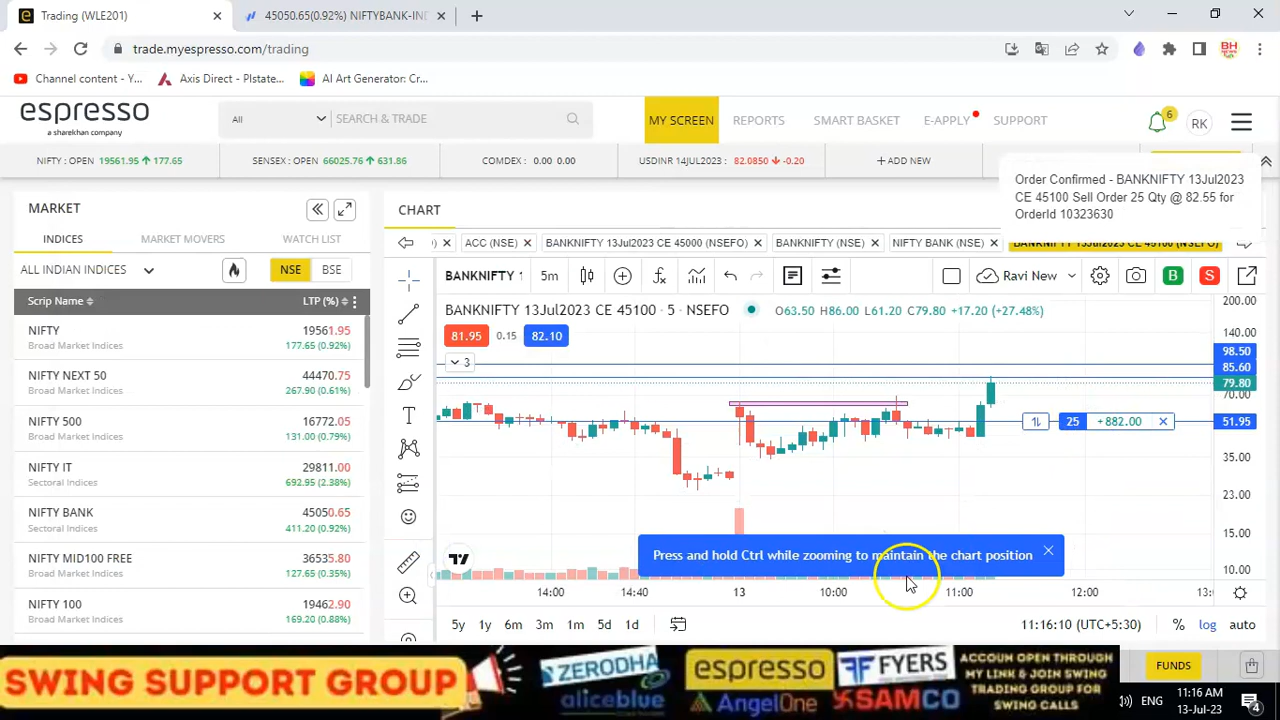 Trading (WLE201)
45050.65(0.92%) NIFTYBANK-IND
trade.myespresso.com/trading
Channel content - Y...
Axis Direct - Plstate...
AI Art Generator: Cr...
espresso
a sharekhan company
All
SEARCH & TRADE
MY SCREEN
REPORTS
SMART BASKET
E-APPLY
SUPPORT
6
RK
NIFTY : OPEN 19561.95 177.65
SENSEX : OPEN 66025.76 631.86
COMDEX : 0.00 0.00
USDINR 14JUL2023 : 82.0850 -0.20
+ ADD NEW
Order Confirmed - BANKNIFTY 13Jul2023
CE 45100 Sell Order 25 Qty @ 82.55 for
OrderId 10323630
MARKET
INDICES
MARKET MOVERS
WATCH LIST
ALL INDIAN INDICES
NSE
BSE
Scrip Name
LTP (%)
NIFTY
19561.95
Broad Market Indices
177.65 (0.92%)
NIFTY NEXT 50
44470.75
Broad Market Indices
267.90 (0.61%)
NIFTY 500
16772.05
Broad Market Indices
131.00 (0.79%)
NIFTY IT
29811.00
Sectoral Indices
692.95 (2.38%)
NIFTY BANK
45050.65
Sectoral Indices
411.20 (0.92%)
NIFTY MID100 FREE
36535.80
Broad Market Indices
127.65 (0.35%)
NIFTY 100
19462.90
Broad Market Indices
169.20 (0.88%)
CHART
ACC (NSE)
BANKNIFTY 13Jul2023 CE 45000 (NSEFO)
BANKNIFTY (NSE)
NIFTY BANK (NSE)
BANKNIFTY 13Jul2023 CE 45100 (NSEFO)
BANKNIFTY 1
5m
Ravi New
B
S
BANKNIFTY 13Jul2023 CE 45100 · 5 · NSEFO
O63.50 H86.00 L61.20 C79.80 +17.20 (+27.48%)
81.95
0.15
82.10
3
200.00
140.00
98.50
85.60
79.80
70.00
51.95
35.00
23.00
15.00
10.00
25
+882.00
Press and hold Ctrl while zooming to maintain the chart position
14:00
14:40
13
10:00
11:00
12:00
13:
5y
1y
6m
3m
1m
5d
1d
11:16:10 (UTC+5:30)
%
log
auto
SWING SUPPORT GROUP
ZERODHA
aliceblue
espresso
AngelOne
FYERS
SAMCO
ACCOUN OPEN THROUGH
MY LINK & JOIN SWING
TRADING GROUP FOR
SWING CALLS
FUNDS
ENG
11:16 AM
13-Jul-23
4